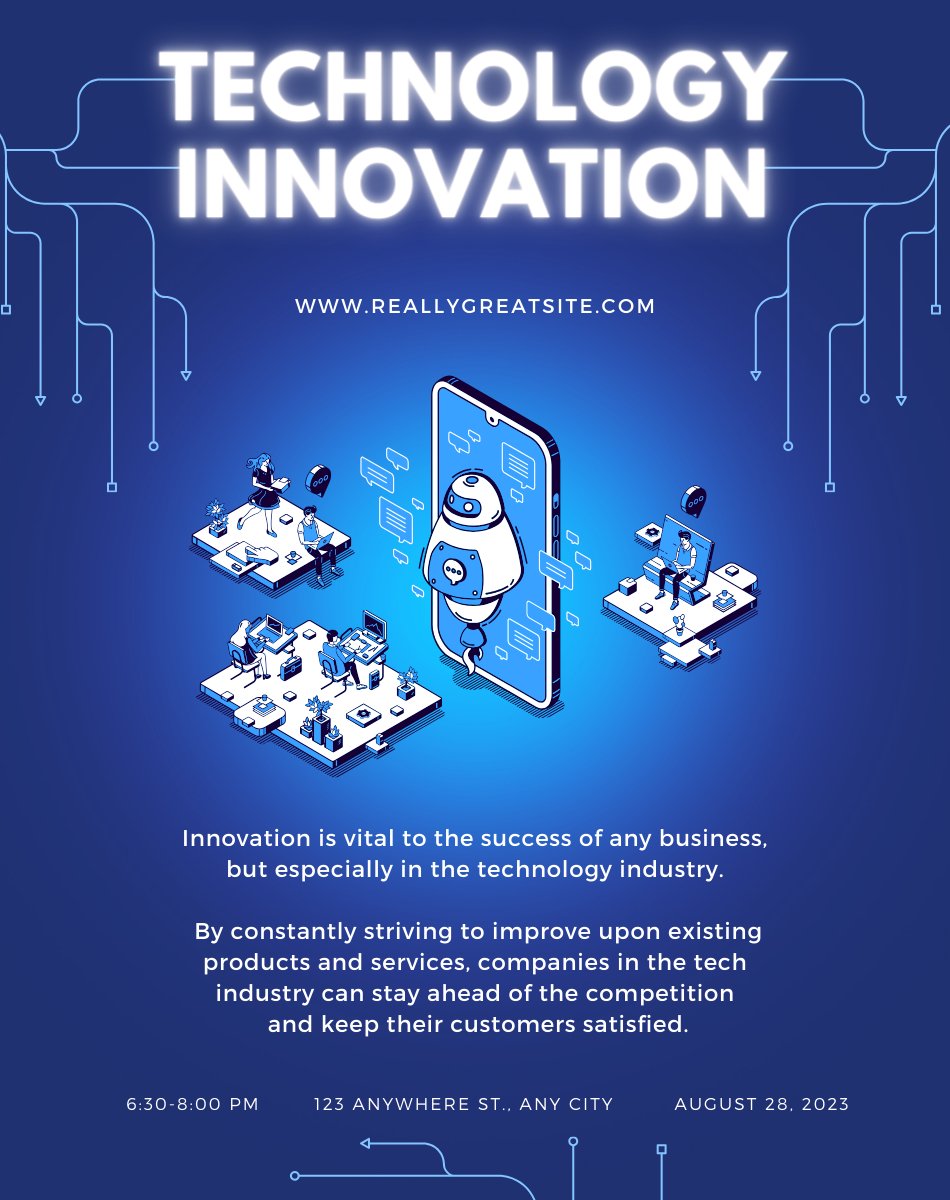 TECHNOLOGY
INNOVATION
WWW.REALLYGREATSITE.COM
Innovation is vital to the success of any business,
but especially in the technology industry.
By constantly striving to improve upon existing
products and services, companies in the tech
industry can stay ahead of the competition
and keep their customers satisfied.
6:30-8:00 PM
123 ANYWHERE ST., ANY CITY
AUGUST 28, 2023